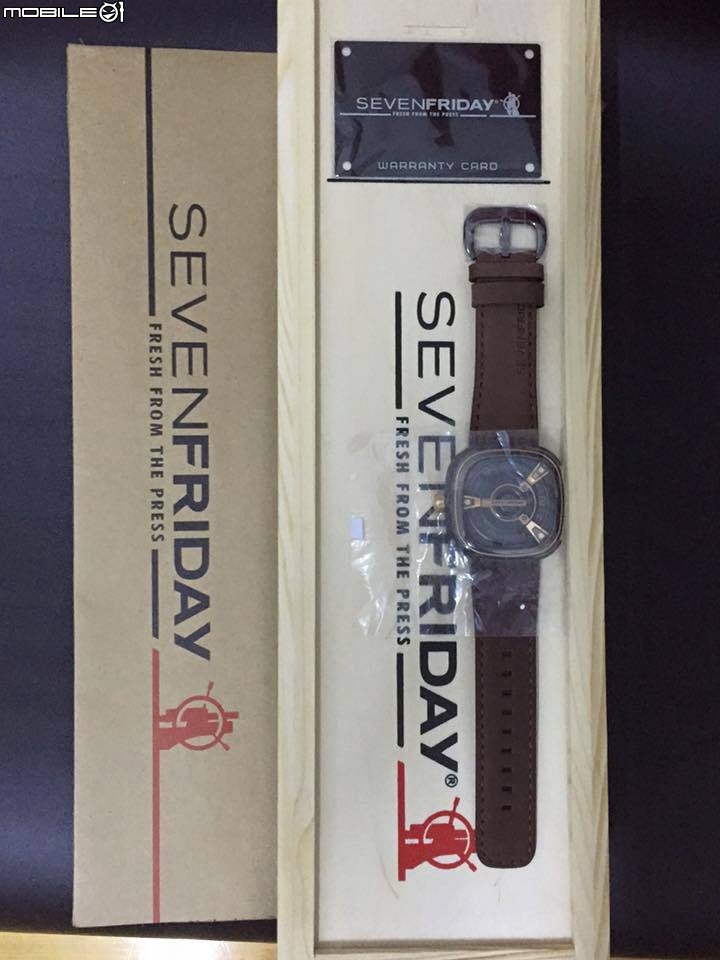 MOBILE01
SEVENFRIDAY®
FRESH FROM THE PRESS
WARRANTY CARD
SEVENFRIDAY
FRESH FROM THE PRESS
SEVENFRIDAY®
FRESH FROM THE PRESS